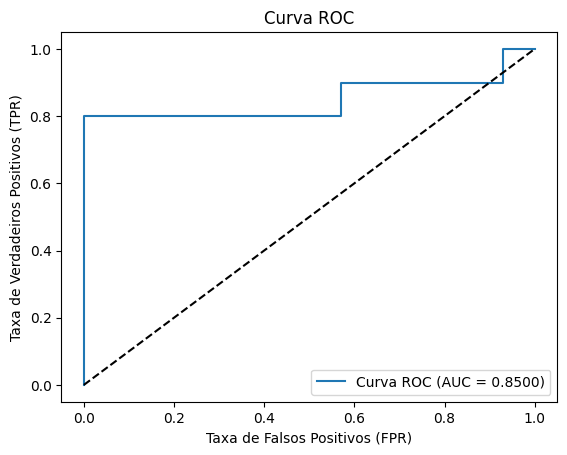 Curva ROC
Taxa de Verdadeiros Positivos (TPR)
1.0
0.8
0.6
0.4
0.2
0.0
Curva ROC (AUC = 0.8500)
0.0 0.2 0.4 0.6 0.8 1.0
Taxa de Falsos Positivos (FPR)